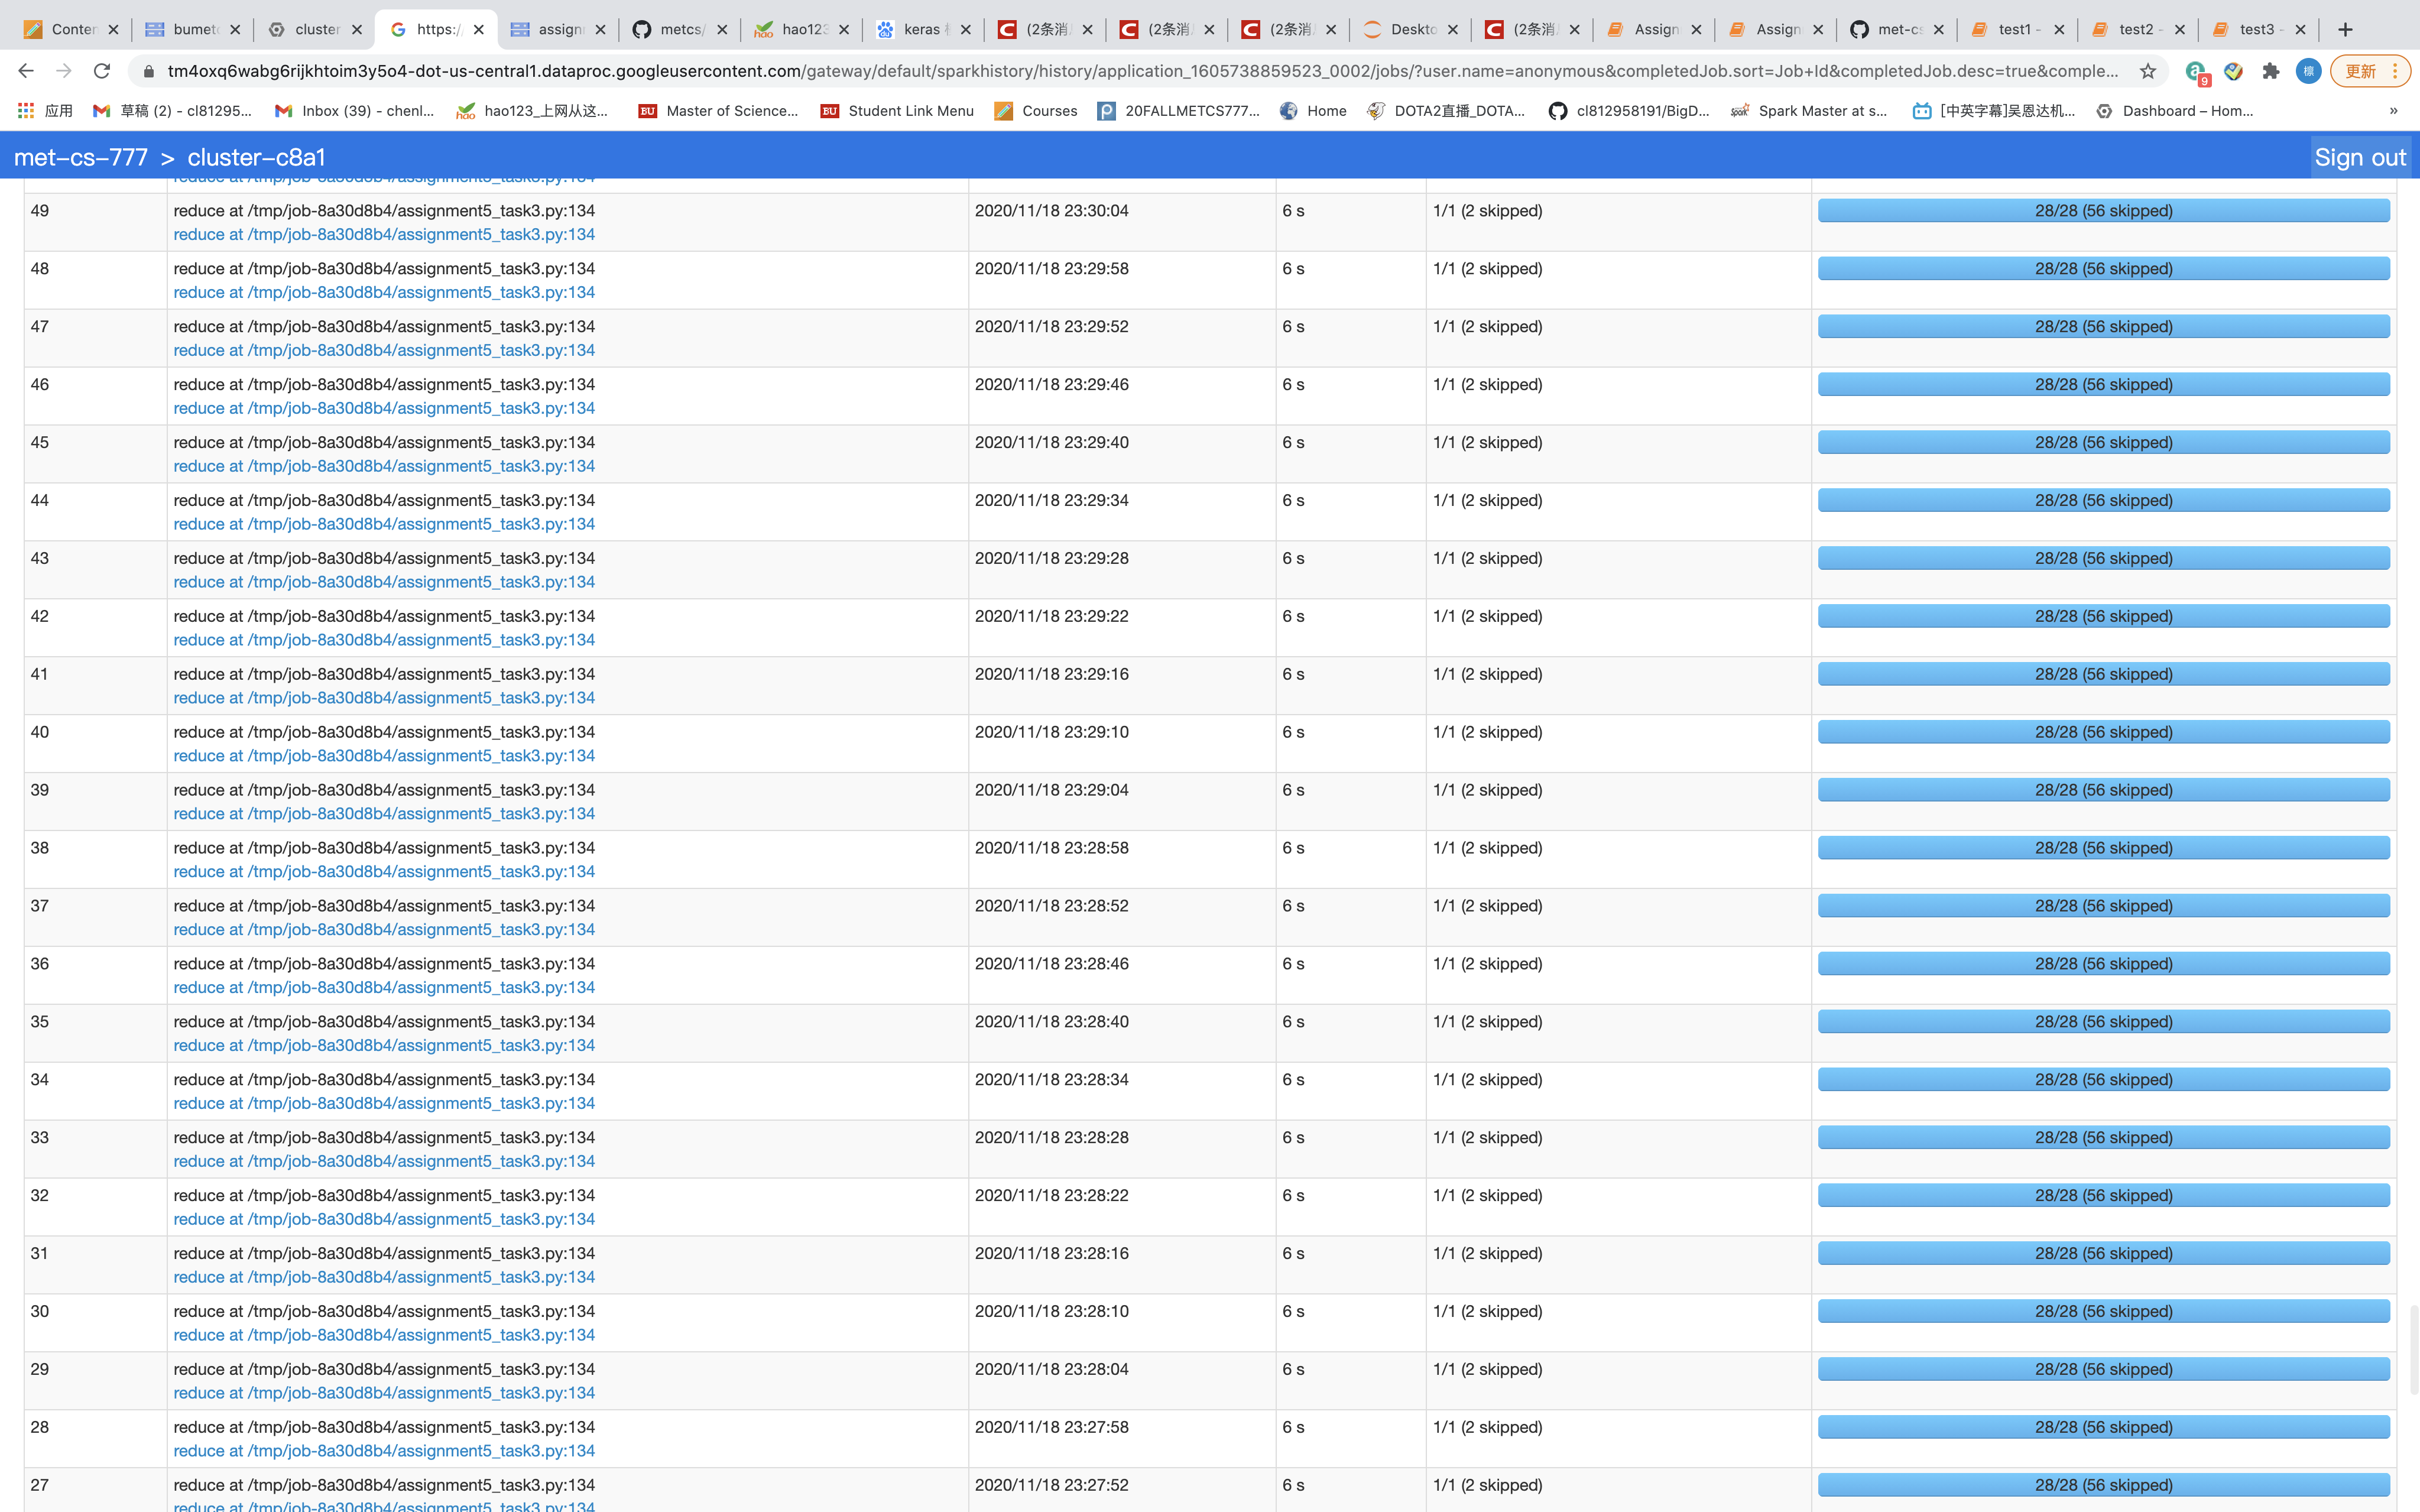 Conten
bumetc
cluster
https:/
assign
metcs/
hao123
keras
(2条消
(2条消
(2条消
Deskto
(2条消
Assign
Assign
met-cs
test1 -
test2 -
test3 -
tm4oxq6wabg6rijkhtoim3y5o4-dot-us-central1.dataproc.googleusercontent.com/gateway/default/sparkhistory/history/application_1605738859523_0002/jobs/?user.name=anonymous&completedJob.sort=Job+Id&completedJob.desc=true&comple...
9
標
更新
应用
草稿 (2) - cl81295...
Inbox (39) - chenl...
hao123_上网从这...
BU Master of Science...
BU Student Link Menu
Courses
20FALLMETCS777...
Home
DOTA2直播_DOTA...
cl812958191/BigD...
Spark Master at s...
[中英字幕]吴恩达机...
Dashboard – Hom...
»
met-cs-777 > cluster-c8a1
Sign out
reduce at /tmp/job-8a30d8b4/assignment5_task3.py:134
49 reduce at /tmp/job-8a30d8b4/assignment5_task3.py:134 2020/11/18 23:30:04 6 s 1/1 (2 skipped) 28/28 (56 skipped)
reduce at /tmp/job-8a30d8b4/assignment5_task3.py:134
48 reduce at /tmp/job-8a30d8b4/assignment5_task3.py:134 2020/11/18 23:29:58 6 s 1/1 (2 skipped) 28/28 (56 skipped)
reduce at /tmp/job-8a30d8b4/assignment5_task3.py:134
47 reduce at /tmp/job-8a30d8b4/assignment5_task3.py:134 2020/11/18 23:29:52 6 s 1/1 (2 skipped) 28/28 (56 skipped)
reduce at /tmp/job-8a30d8b4/assignment5_task3.py:134
46 reduce at /tmp/job-8a30d8b4/assignment5_task3.py:134 2020/11/18 23:29:46 6 s 1/1 (2 skipped) 28/28 (56 skipped)
reduce at /tmp/job-8a30d8b4/assignment5_task3.py:134
45 reduce at /tmp/job-8a30d8b4/assignment5_task3.py:134 2020/11/18 23:29:40 6 s 1/1 (2 skipped) 28/28 (56 skipped)
reduce at /tmp/job-8a30d8b4/assignment5_task3.py:134
44 reduce at /tmp/job-8a30d8b4/assignment5_task3.py:134 2020/11/18 23:29:34 6 s 1/1 (2 skipped) 28/28 (56 skipped)
reduce at /tmp/job-8a30d8b4/assignment5_task3.py:134
43 reduce at /tmp/job-8a30d8b4/assignment5_task3.py:134 2020/11/18 23:29:28 6 s 1/1 (2 skipped) 28/28 (56 skipped)
reduce at /tmp/job-8a30d8b4/assignment5_task3.py:134
42 reduce at /tmp/job-8a30d8b4/assignment5_task3.py:134 2020/11/18 23:29:22 6 s 1/1 (2 skipped) 28/28 (56 skipped)
reduce at /tmp/job-8a30d8b4/assignment5_task3.py:134
41 reduce at /tmp/job-8a30d8b4/assignment5_task3.py:134 2020/11/18 23:29:16 6 s 1/1 (2 skipped) 28/28 (56 skipped)
reduce at /tmp/job-8a30d8b4/assignment5_task3.py:134
40 reduce at /tmp/job-8a30d8b4/assignment5_task3.py:134 2020/11/18 23:29:10 6 s 1/1 (2 skipped) 28/28 (56 skipped)
reduce at /tmp/job-8a30d8b4/assignment5_task3.py:134
39 reduce at /tmp/job-8a30d8b4/assignment5_task3.py:134 2020/11/18 23:29:04 6 s 1/1 (2 skipped) 28/28 (56 skipped)
reduce at /tmp/job-8a30d8b4/assignment5_task3.py:134
38 reduce at /tmp/job-8a30d8b4/assignment5_task3.py:134 2020/11/18 23:28:58 6 s 1/1 (2 skipped) 28/28 (56 skipped)
reduce at /tmp/job-8a30d8b4/assignment5_task3.py:134
37 reduce at /tmp/job-8a30d8b4/assignment5_task3.py:134 2020/11/18 23:28:52 6 s 1/1 (2 skipped) 28/28 (56 skipped)
reduce at /tmp/job-8a30d8b4/assignment5_task3.py:134
36 reduce at /tmp/job-8a30d8b4/assignment5_task3.py:134 2020/11/18 23:28:46 6 s 1/1 (2 skipped) 28/28 (56 skipped)
reduce at /tmp/job-8a30d8b4/assignment5_task3.py:134
35 reduce at /tmp/job-8a30d8b4/assignment5_task3.py:134 2020/11/18 23:28:40 6 s 1/1 (2 skipped) 28/28 (56 skipped)
reduce at /tmp/job-8a30d8b4/assignment5_task3.py:134
34 reduce at /tmp/job-8a30d8b4/assignment5_task3.py:134 2020/11/18 23:28:34 6 s 1/1 (2 skipped) 28/28 (56 skipped)
reduce at /tmp/job-8a30d8b4/assignment5_task3.py:134
33 reduce at /tmp/job-8a30d8b4/assignment5_task3.py:134 2020/11/18 23:28:28 6 s 1/1 (2 skipped) 28/28 (56 skipped)
reduce at /tmp/job-8a30d8b4/assignment5_task3.py:134
32 reduce at /tmp/job-8a30d8b4/assignment5_task3.py:134 2020/11/18 23:28:22 6 s 1/1 (2 skipped) 28/28 (56 skipped)
reduce at /tmp/job-8a30d8b4/assignment5_task3.py:134
31 reduce at /tmp/job-8a30d8b4/assignment5_task3.py:134 2020/11/18 23:28:16 6 s 1/1 (2 skipped) 28/28 (56 skipped)
reduce at /tmp/job-8a30d8b4/assignment5_task3.py:134
30 reduce at /tmp/job-8a30d8b4/assignment5_task3.py:134 2020/11/18 23:28:10 6 s 1/1 (2 skipped) 28/28 (56 skipped)
reduce at /tmp/job-8a30d8b4/assignment5_task3.py:134
29 reduce at /tmp/job-8a30d8b4/assignment5_task3.py:134 2020/11/18 23:28:04 6 s 1/1 (2 skipped) 28/28 (56 skipped)
reduce at /tmp/job-8a30d8b4/assignment5_task3.py:134
28 reduce at /tmp/job-8a30d8b4/assignment5_task3.py:134 2020/11/18 23:27:58 6 s 1/1 (2 skipped) 28/28 (56 skipped)
reduce at /tmp/job-8a30d8b4/assignment5_task3.py:134
27 reduce at /tmp/job-8a30d8b4/assignment5_task3.py:134 2020/11/18 23:27:52 6 s 1/1 (2 skipped) 28/28 (56 skipped)
reduce at /tmp/job-8a30d8b4/assignment5_task3.py:134